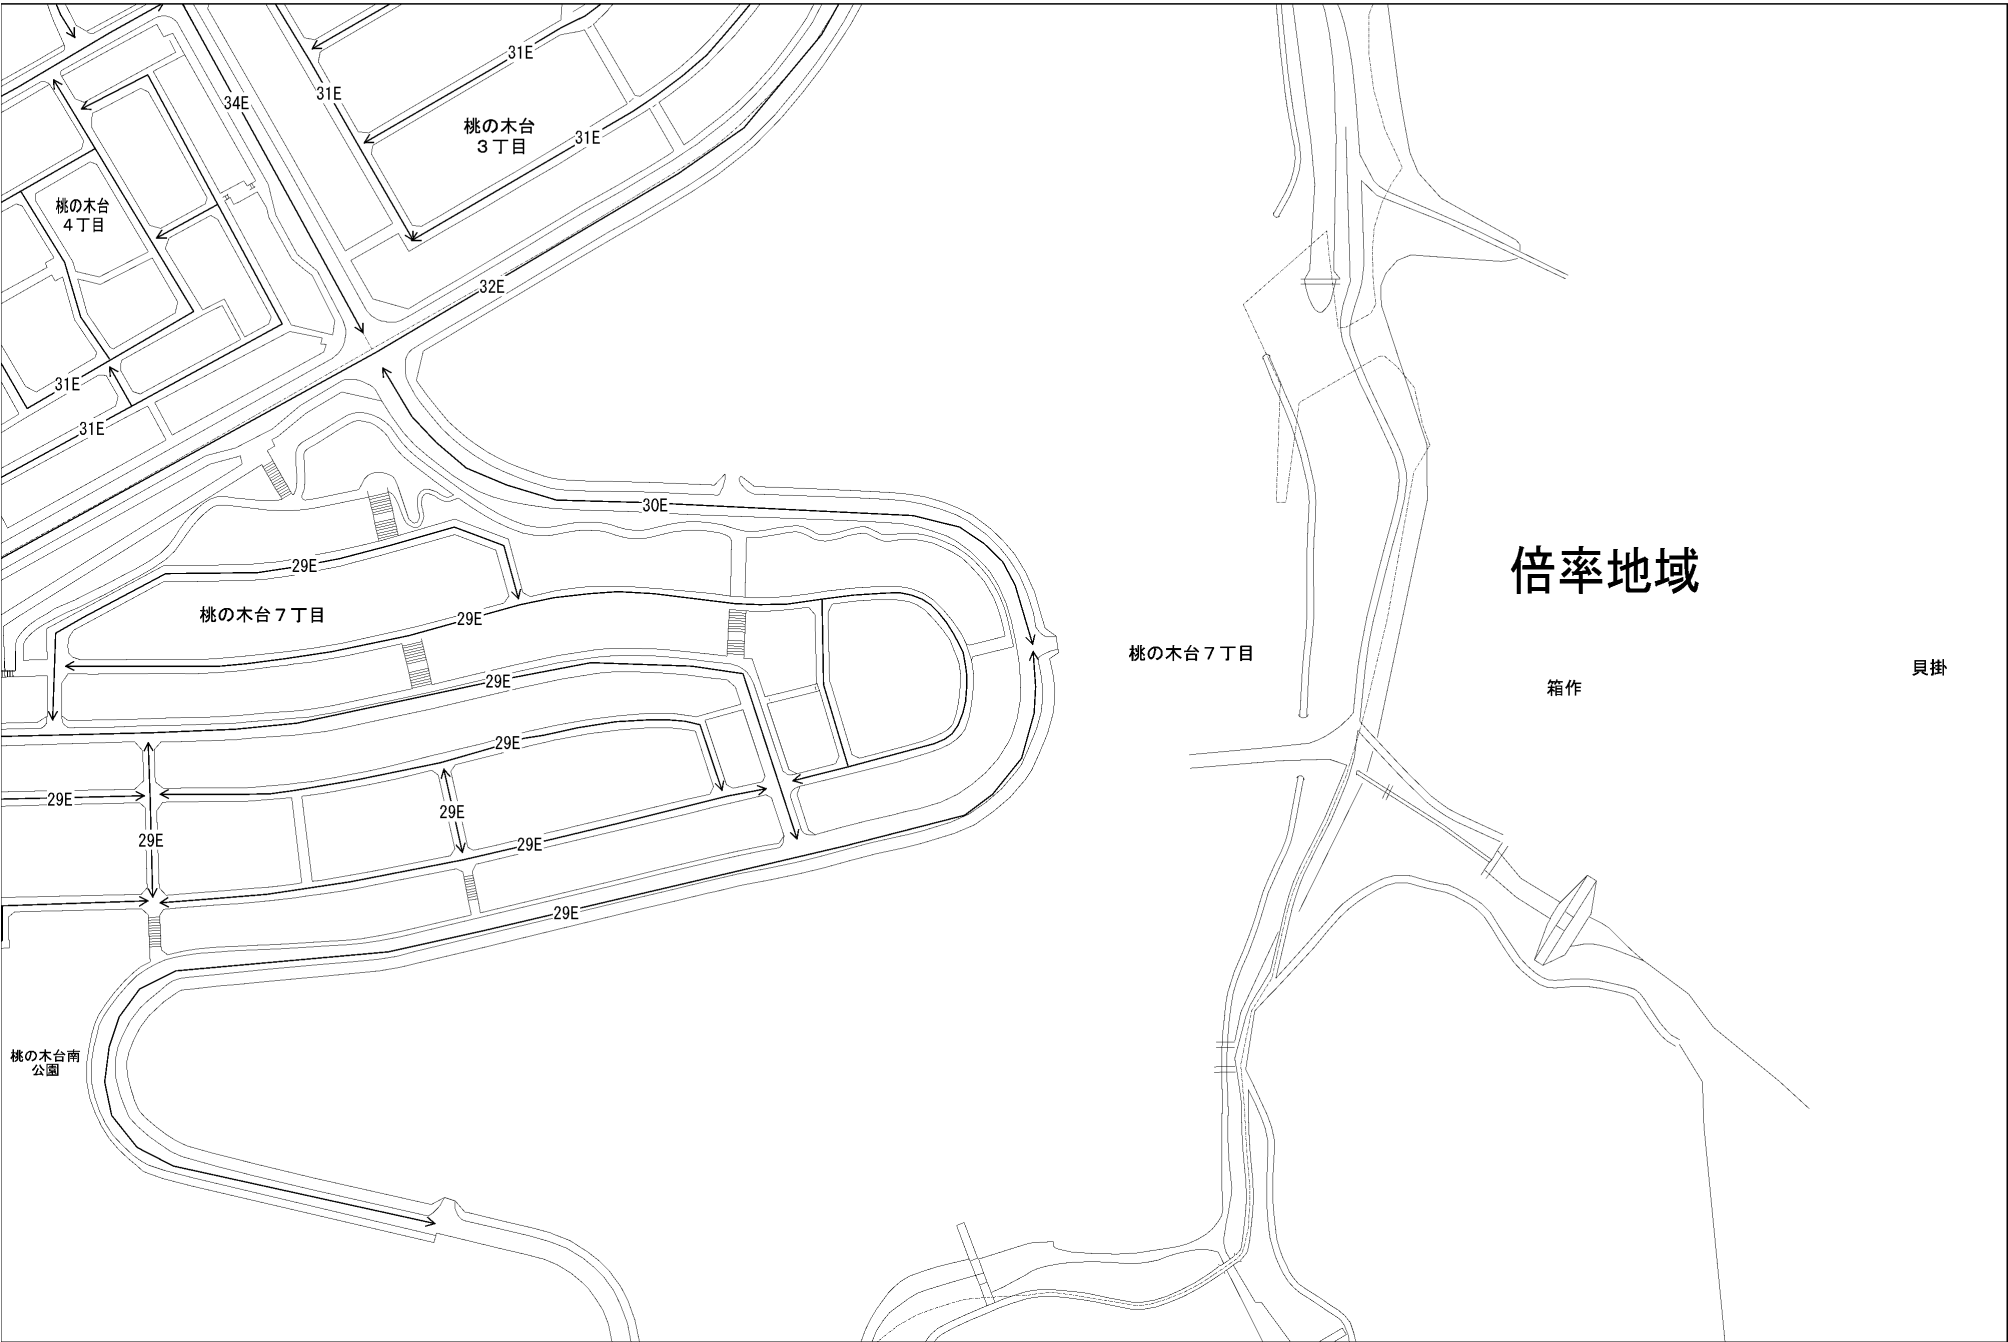 31E
34E
31E
桃の木台
３丁目
31E
桃の木台
４丁目
32E
31E
31E
30E
29E
倍率地域
桃の木台７丁目
29E
桃の木台７丁目
貝掛
29E
箱作
29E
29E
29E
29E
29E
29E
桃の木台南
公園